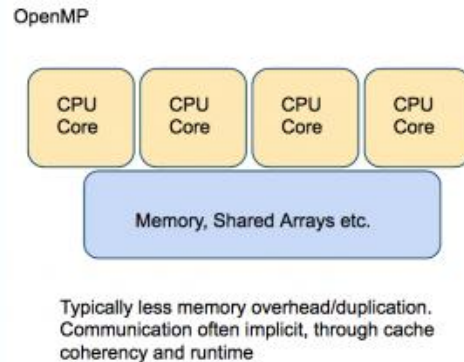 OpenMP
CPU
Core
CPU
Core
CPU
Core
CPU
Core
Memory, Shared Arrays etc.
Typically less memory overhead/duplication.
Communication often implicit, through cache
coherency and runtime